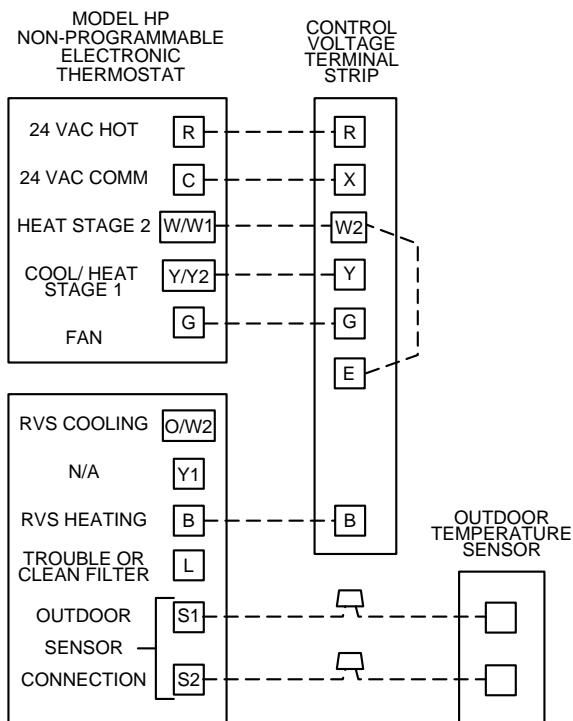 MODEL HP
NON-PROGRAMMABLE
ELECTRONIC
THERMOSTAT
CONTROL
VOLTAGE
TERMINAL
STRIP
24 VAC HOT R R
24 VAC COMM C X
HEAT STAGE 2 W/W1 W2
COOL/ HEAT
STAGE 1 Y/Y2 Y
FAN G G
E
RVS COOLING O/W2
N/A Y1
RVS HEATING B B
TROUBLE OR
CLEAN FILTER L
OUTDOOR
TEMPERATURE
SENSOR
OUTDOOR S1
SENSOR
CONNECTION S2